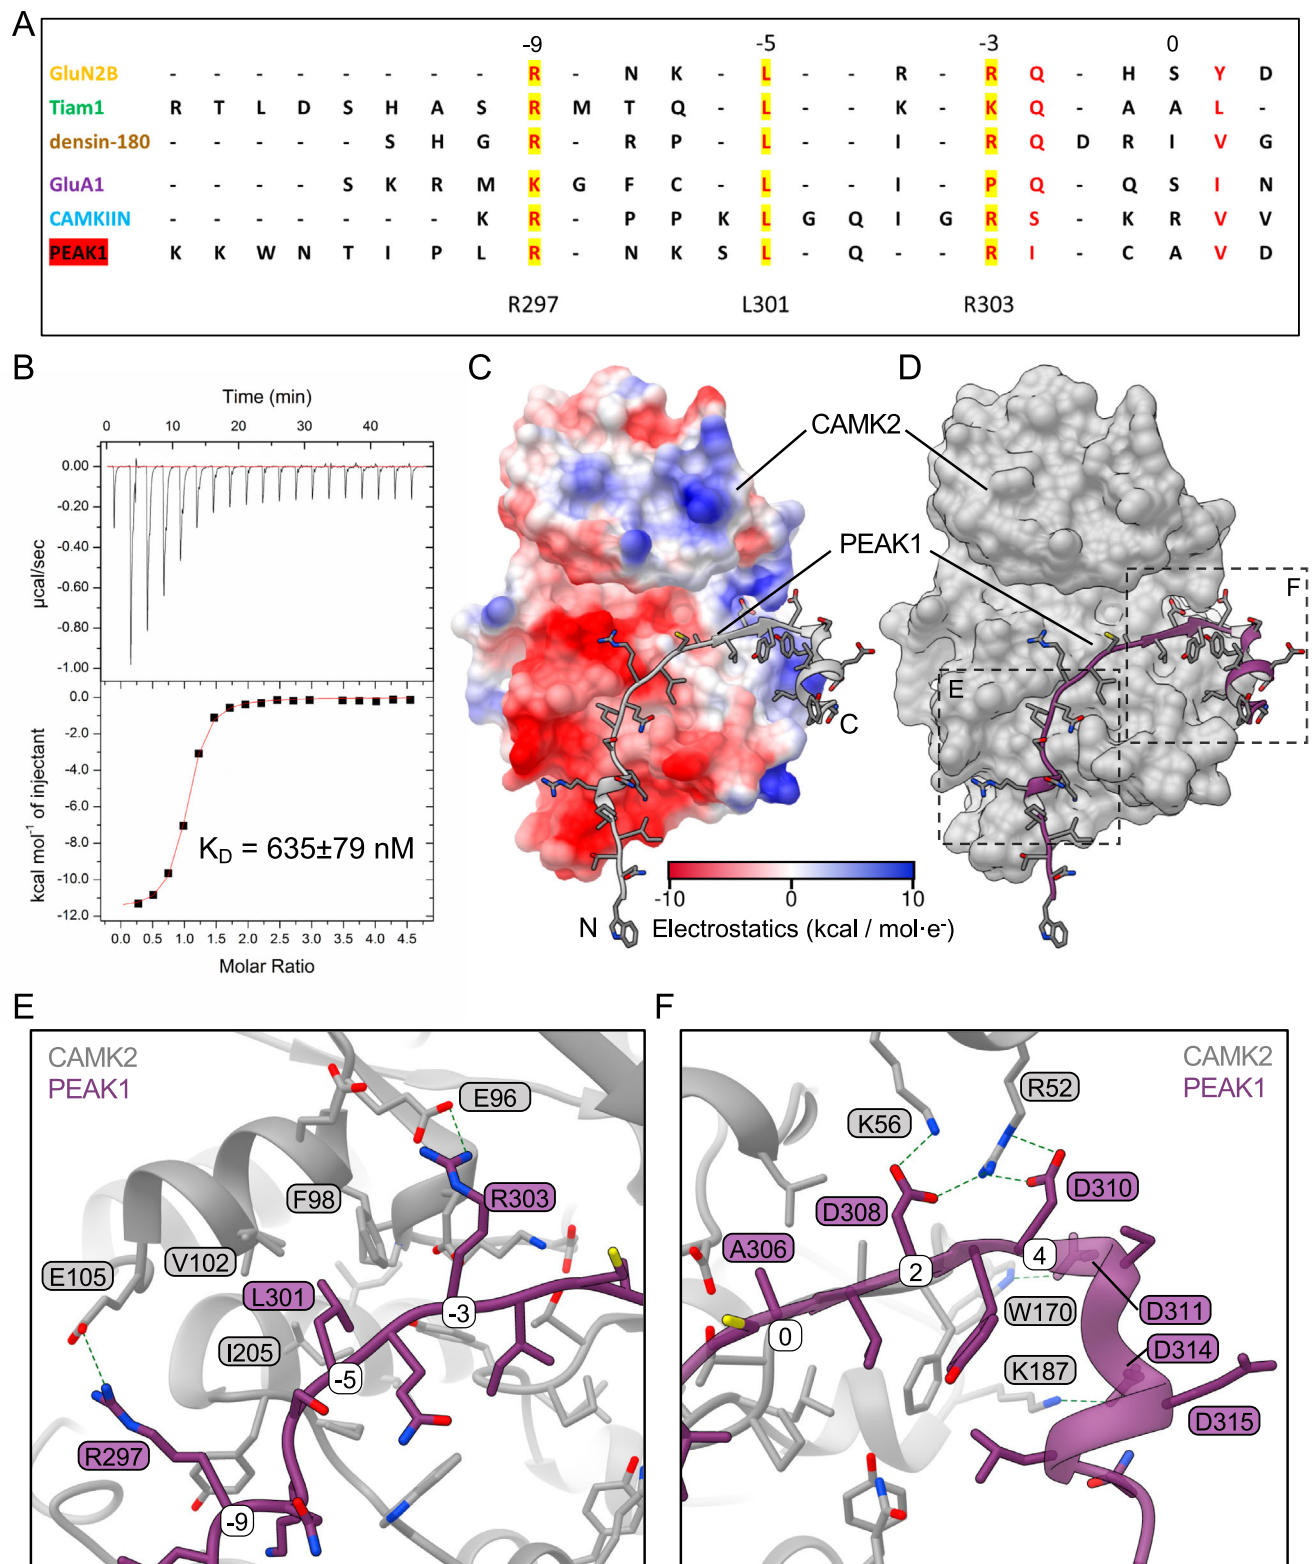 A
-9 -5 -3 0
GluN2B - - - - - - - - R - N K - L - - R - R Q - H S Y D
Tiam1 R T L D S H A S R M T Q - L - - K - K Q - A A L -
densin-180 - - - - - S H G R - R P - L - - I - R Q D R I V G
GluA1 - - - - S K R M K G F C - L - - I - P Q - Q S I N
CAMKIIN - - - - - - - K R - P P K L G Q I G R S - K R V V
PEAK1 K K W N T I P L R - N K S L - Q - - R I - C A V D
R297 L301 R303
B
Time (min)
0 10 20 30 40
0.00
-0.20
-0.40
-0.60
-0.80
-1.00
µcal/sec
0.0
-2.0
-4.0
-6.0
-8.0
-10.0
-12.0
kcal mol⁻¹ of injectant
K_D = 635±79 nM
0.0 0.5 1.0 1.5 2.0 2.5 3.0 3.5 4.0 4.5
Molar Ratio
C
D
CAMK2
PEAK1
F
E
C
N
-10 0 10
Electrostatics (kcal / mol·e⁻)
E
CAMK2
PEAK1
E96
F98
R303
V102
E105
L301
-3
I205
-5
R297
-9
F
CAMK2
PEAK1
R52
K56
D310
D308
A306
4
2
0
W170
D311
D314
K187
D315